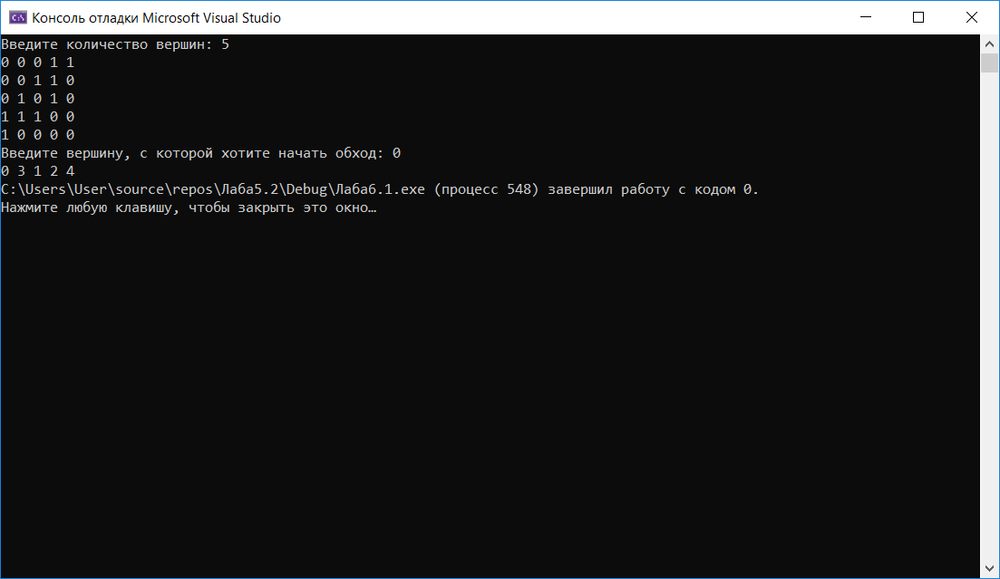 Консоль отладки Microsoft Visual Studio
Введите количество вершин: 5
0 0 0 1 1
0 0 1 1 0
0 1 0 1 0
1 1 1 0 0
1 0 0 0 0
Введите вершину, с которой хотите начать обход: 0
0 3 1 2 4
C:\Users\User\source\repos\Лаба5.2\Debug\Лаба6.1.exe (процесс 548) завершил работу с кодом 0.
Нажмите любую клавишу, чтобы закрыть это окно…